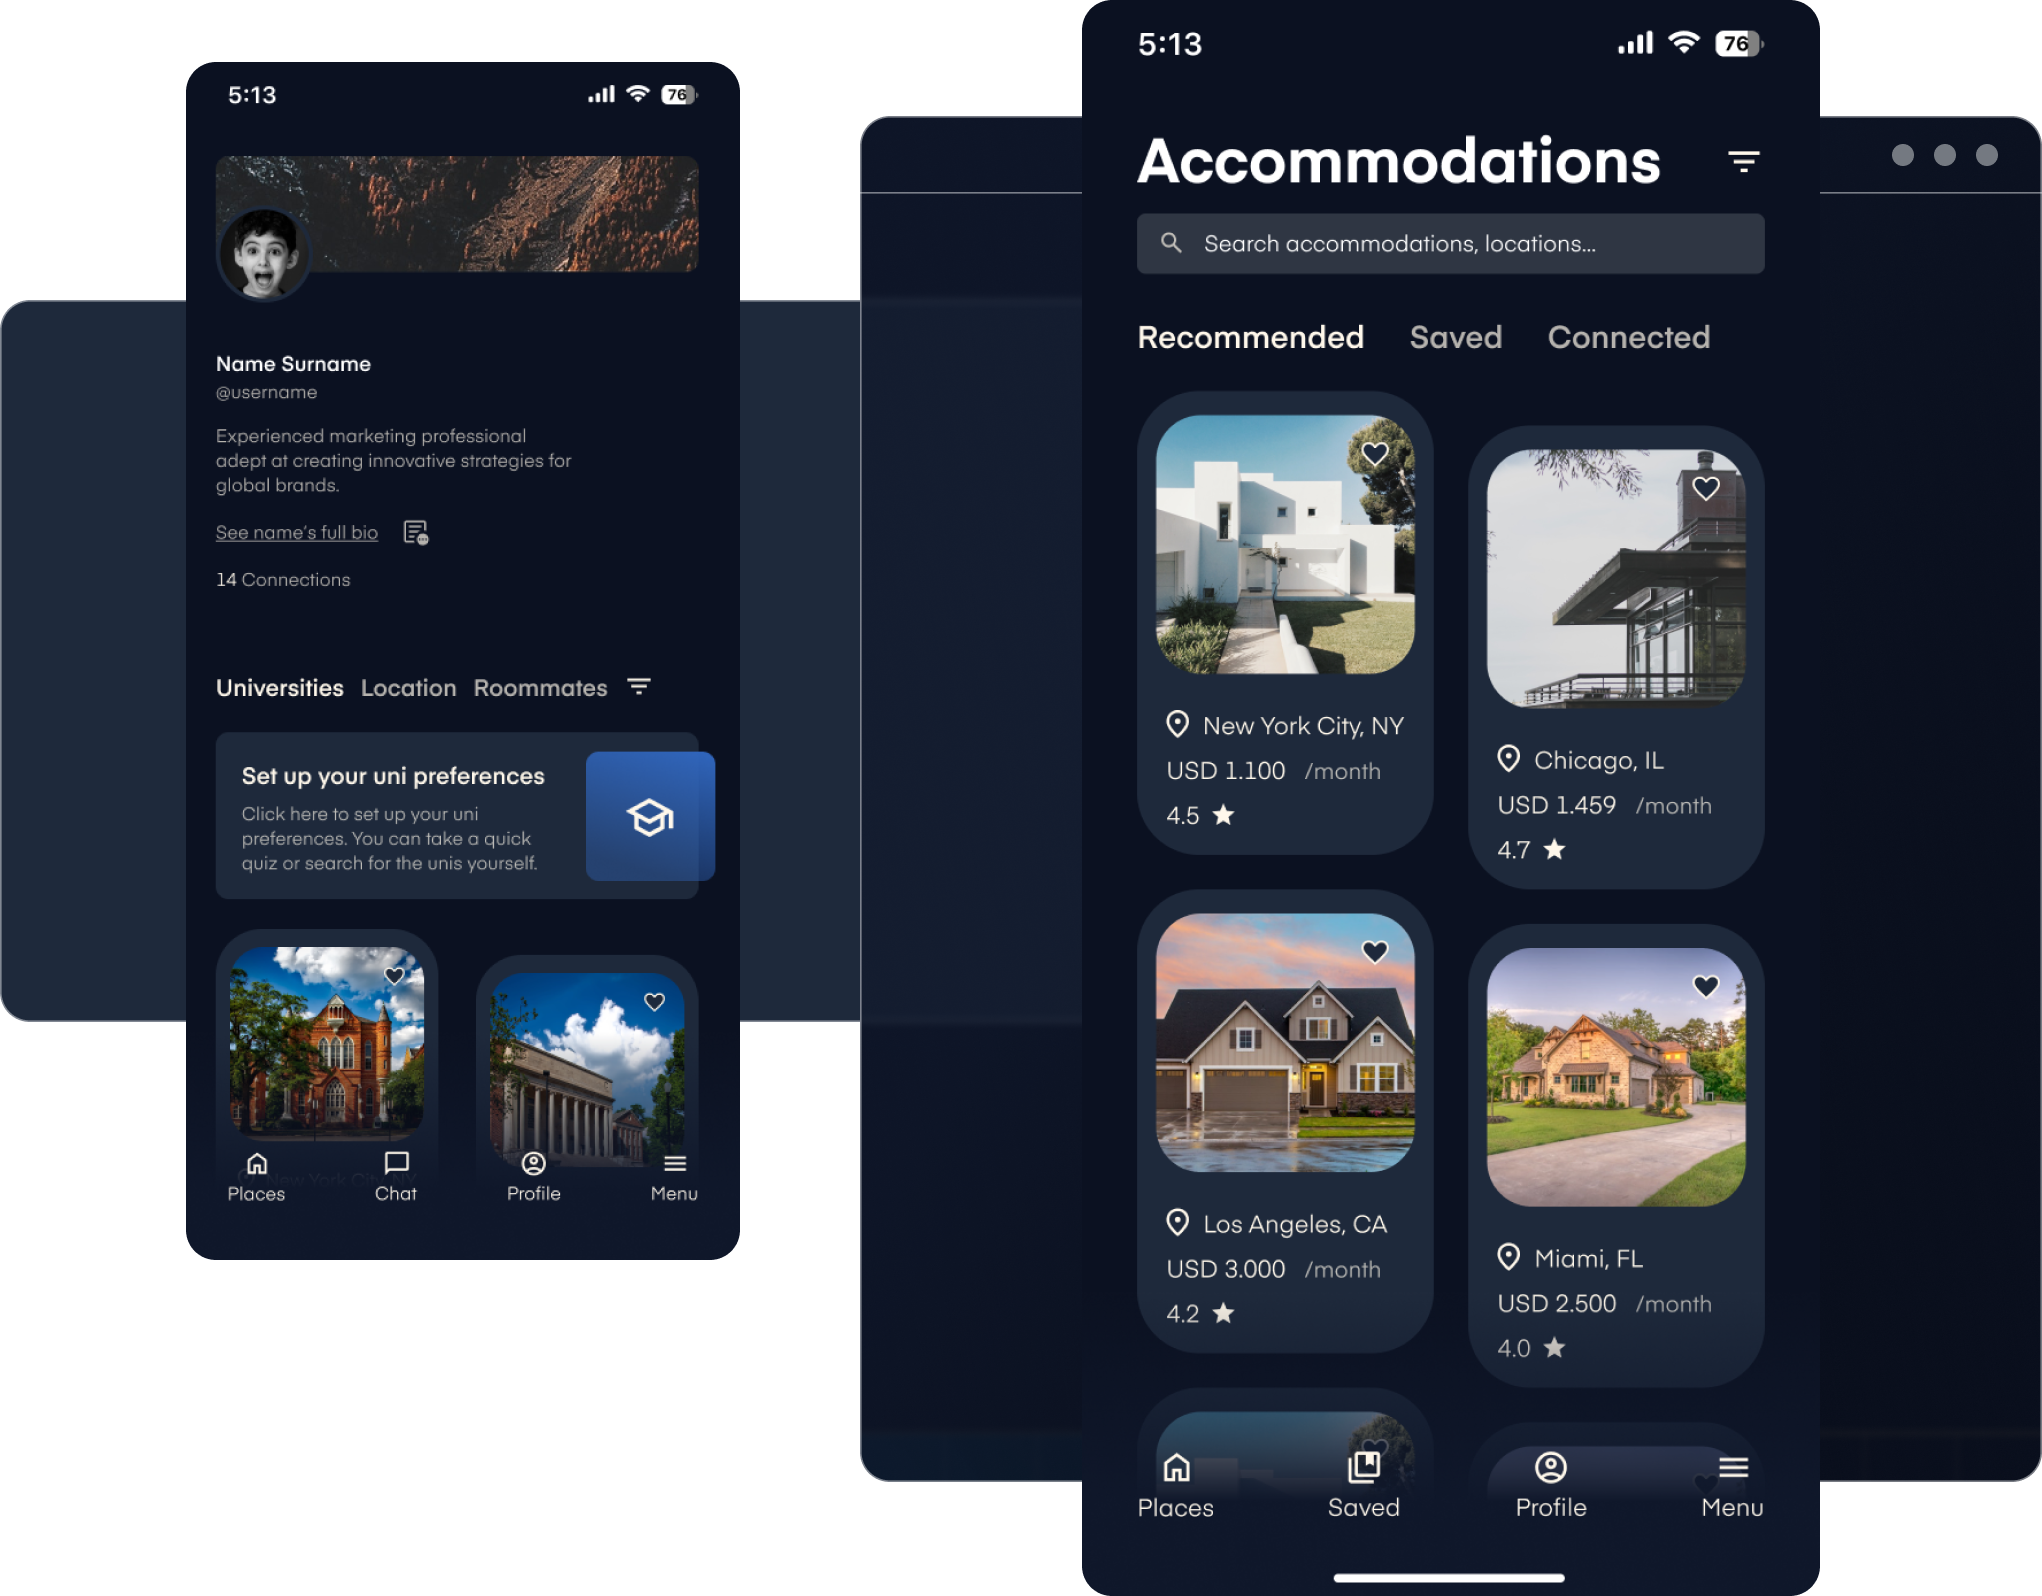 5:13
76
Name Surname
@username
Experienced marketing professional
adept at creating innovative strategies for
global brands.
See name's full bio
14 Connections
Universities Location Roommates
Set up your uni preferences
Click here to set up your uni
preferences. You can take a quick
quiz or search for the unis yourself.
New York City, NY
Places Chat Profile Menu
5:13
76
Accommodations
Search accommodations, locations...
Recommended Saved Connected
New York City, NY
USD 1.100 /month
4.5
Chicago, IL
USD 1.459 /month
4.7
Los Angeles, CA
USD 3.000 /month
4.2
Miami, FL
USD 2.500 /month
4.0
Places Saved Profile Menu